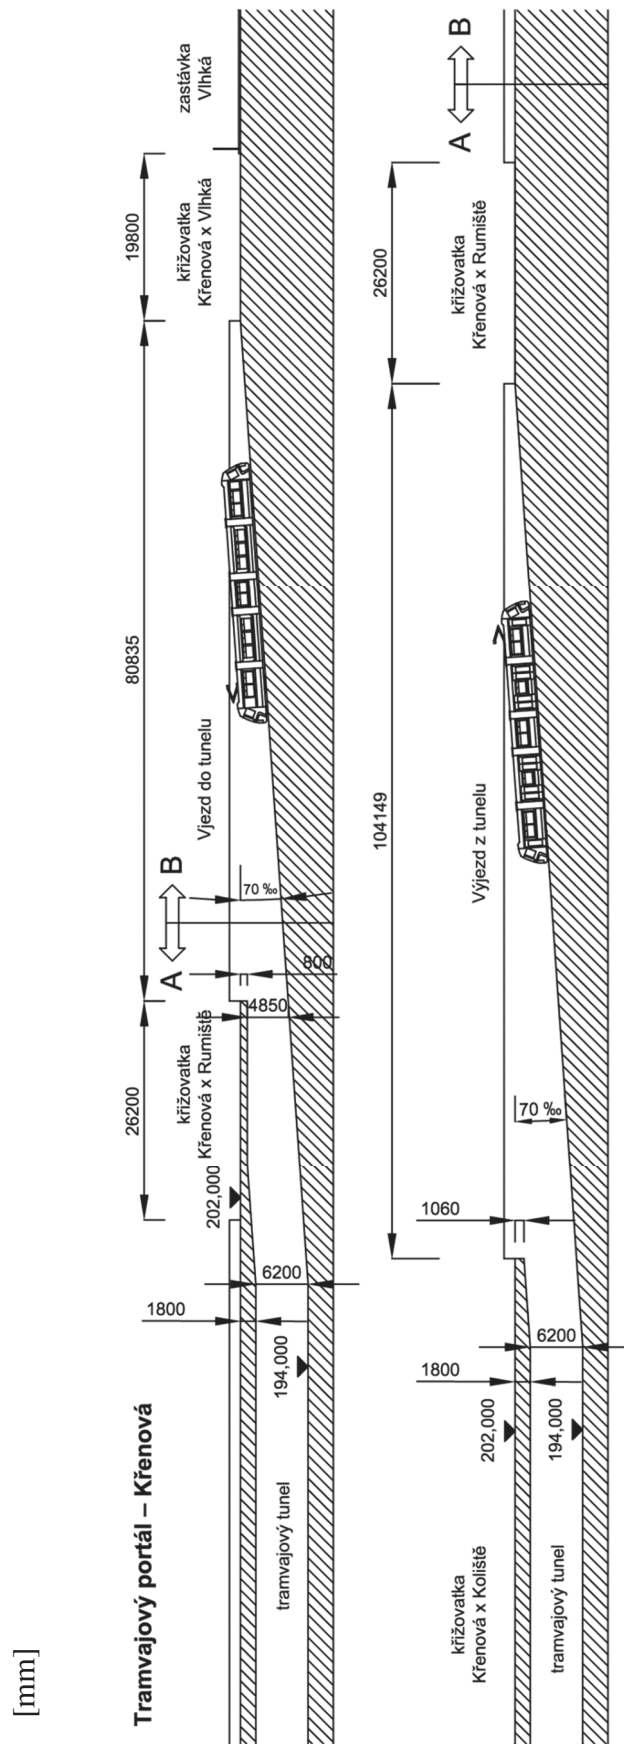 [mm]
Tramvajový portál – Křenová
1800
6200
194,000
tramvajový tunel
26200
křižovatka
Křenová x Rumiště
202,000
4850
800
A
B
70 ‰
80835
Vjezd do tunelu
19800
křižovatka
Křenová x Vlhká
zastávka
Vlhká
křižovatka
Křenová x Koliště
tramvajový tunel
202,000
194,000
1800
6200
1060
70 ‰
104149
Výjezd z tunelu
26200
křižovatka
Křenová x Rumiště
A
B